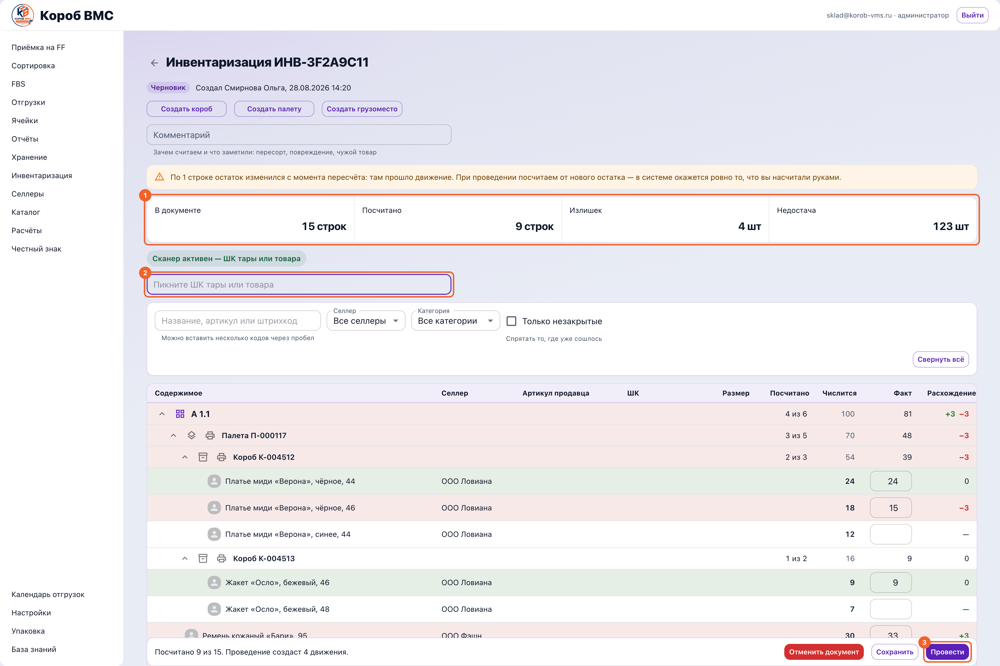 КОРОБ ВМС
Короб ВМС
sklad@korob-vms.ru · администратор
Выйти
Приёмка на FF
Сортировка
FBS
Отгрузки
Ячейки
Отчёты
Хранение
Инвентаризация
Селлеры
Каталог
Расчёты
Честный знак
Календарь отгрузок
Настройки
Упаковка
База знаний
Инвентаризация ИНВ-3F2A9C11
Черновик Создал Смирнова Ольга, 28.08.2026 14:20
Создать короб Создать палету Создать грузоместо
Комментарий
Зачем считаем и что заметили: пересорт, повреждение, чужой товар
По 1 строке остаток изменился с момента пересчёта: там прошло движение. При проведении посчитаем от нового остатка — в системе окажется ровно то, что вы насчитали руками.
1
В документе Посчитано Излишек Недостача
15 строк 9 строк 4 шт 123 шт
Сканер активен — ШК тары или товара
2
Пикните ШК тары или товара
Селлер Категория
Название, артикул или штрихкод Все селлеры Все категории Только незакрытые
Можно вставить несколько кодов через пробел Спрятать то, где уже сошлось
Свернуть всё
Содержимое Селлер Артикул продавца ШК Размер Посчитано Числится Факт Расхождение
А 1.1 4 из 6 100 81 +3 −3
Палета П-000117 3 из 5 70 48 −3
Короб К-004512 2 из 3 54 39 −3
Платье миди «Верона», чёрное, 44 ООО Ловиана 24 24 0
Платье миди «Верона», чёрное, 46 ООО Ловиана 18 15 −3
Платье миди «Верона», синее, 44 ООО Ловиана 12 —
Короб К-004513 1 из 2 16 9 0
Жакет «Осло», бежевый, 46 ООО Ловиана 9 9 0
Жакет «Осло», бежевый, 48 ООО Ловиана 7 —
Ремень кожаный «Бари», 95 ООО Фэшн 30 33 +3
3
Посчитано 9 из 15. Проведение создаст 4 движения. Отменить документ Сохранить Провести